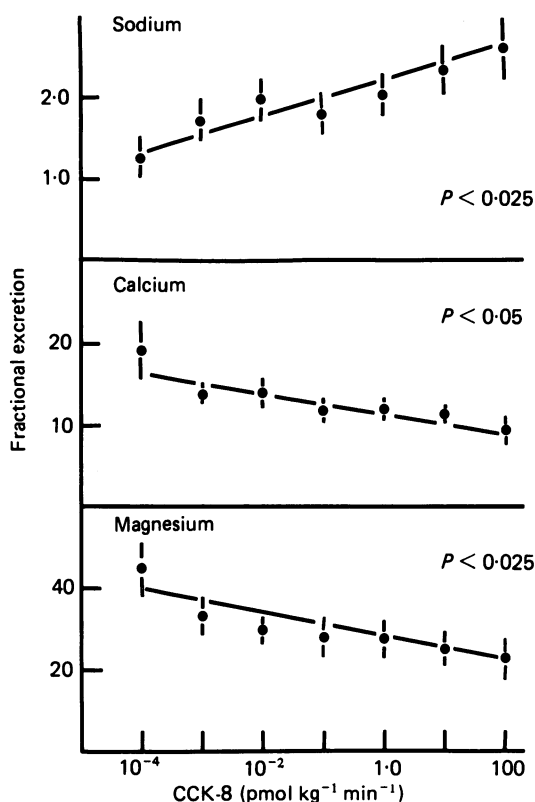 Sodium
2·0
1·0
P < 0·025
Fractional excretion
Calcium
P < 0·05
20
10
Magnesium
P < 0·025
40
20
10⁻⁴ 10⁻² 1·0 100
CCK-8 (pmol kg⁻¹ min⁻¹)